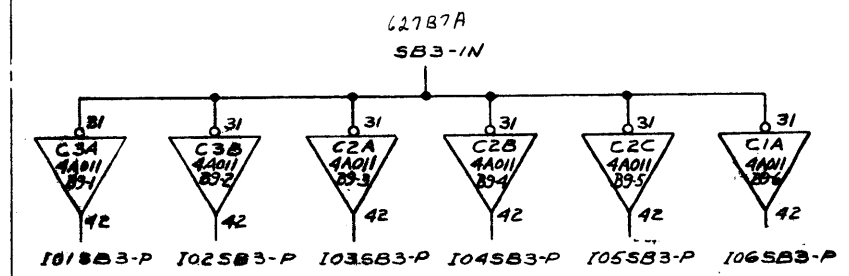 627B7A
SB3-IN
31 31 31 31 31 31
C3A C3B C2A C2B C2C C1A
4A011 4A011 4A011 4A011 4A011 4A011
B9-1 B9-2 B9-3 B9-4 B9-5 B9-6
42 42 42 42 42 42
I01SB3-P I02SB3-P I03SB3-P I04SB3-P I05SB3-P I06SB3-P